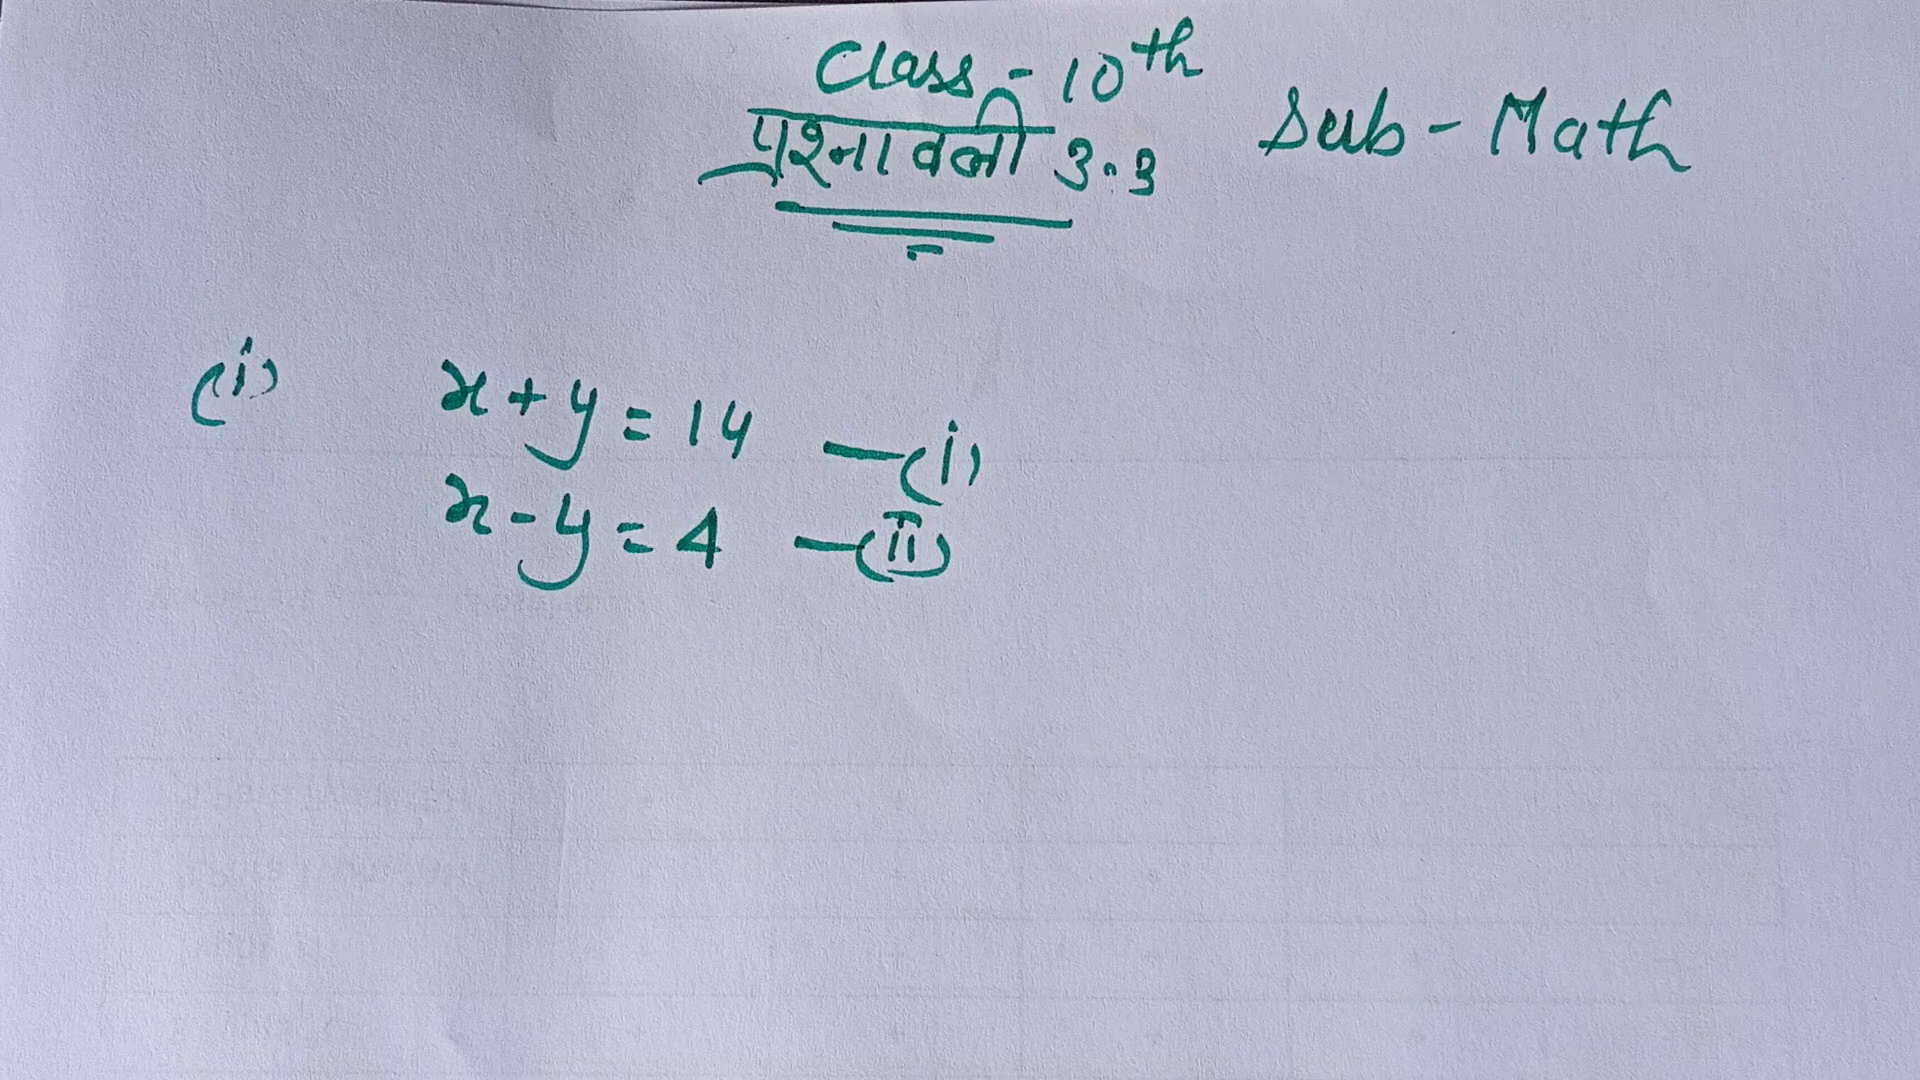 Class - 10th
प्रश्नावली 3.3 Sub - Math
(i) x + y = 14 —(i)
x - y = 4 —(ii)